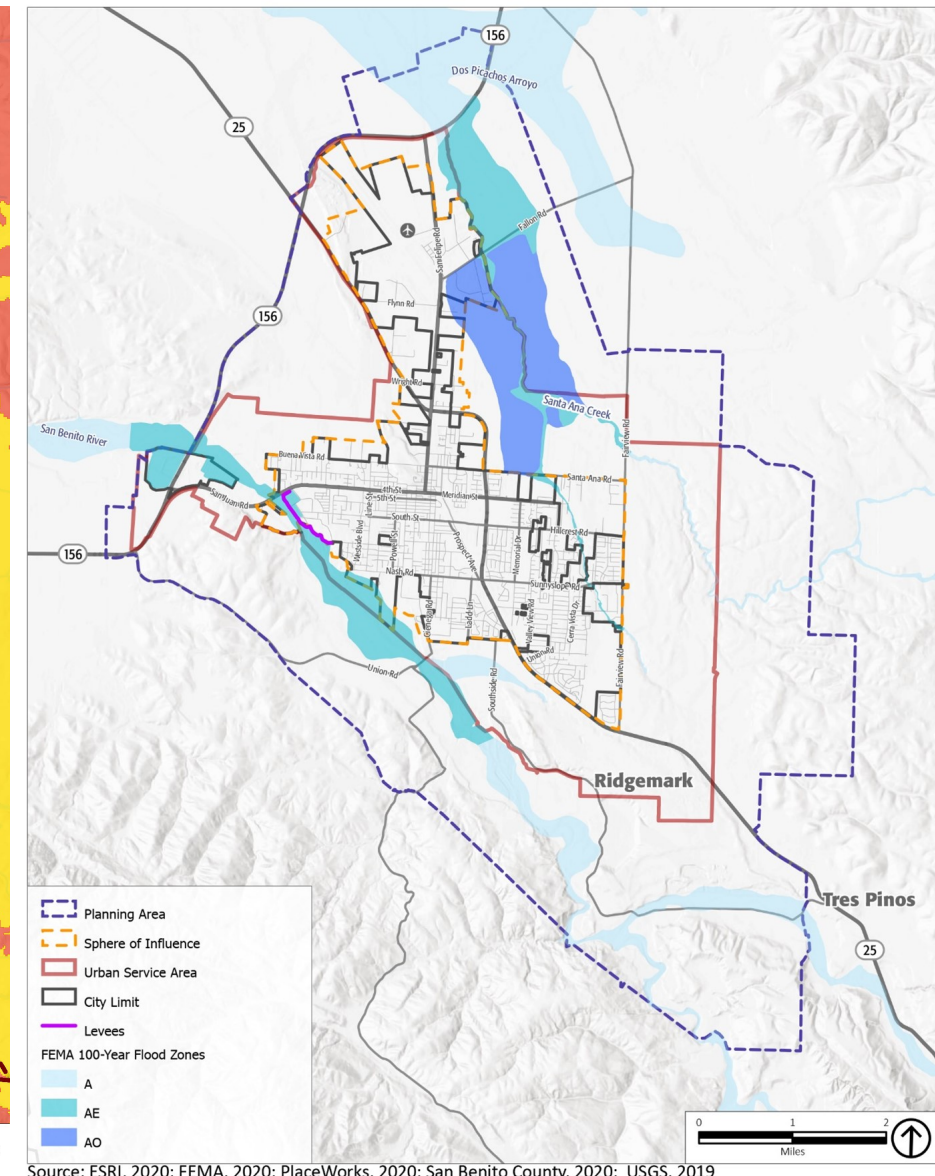 156
Dos Picachos Arroyo
25
Fallon Rd
San Felipe Rd
156
Flynn Rd
Wright Rd
Santa Ana Creek
San Benito River
Fairview Rd
Buena Vista Rd
Santa Ana Rd
San Juan Rd
4th St
5th St
Meridian St
Line St
South St
Hillcrest Rd
Westside Blvd
Powell St
Prospect Ave
Memorial Dr
156
Nash Rd
Sunnyslope Rd
Ladd Ln
Valley View Rd
Cerra Vista Dr
Union Rd
Fairview Rd
Union Rd
Southside Rd
Ridgemark
Tres Pinos
25
Planning Area
Sphere of Influence
Urban Service Area
City Limit
Levees
FEMA 100-Year Flood Zones
A
AE
AO
0 1 2
Miles
Source: ESRI, 2020; FEMA, 2020; PlaceWorks, 2020; San Benito County, 2020; USGS, 2019